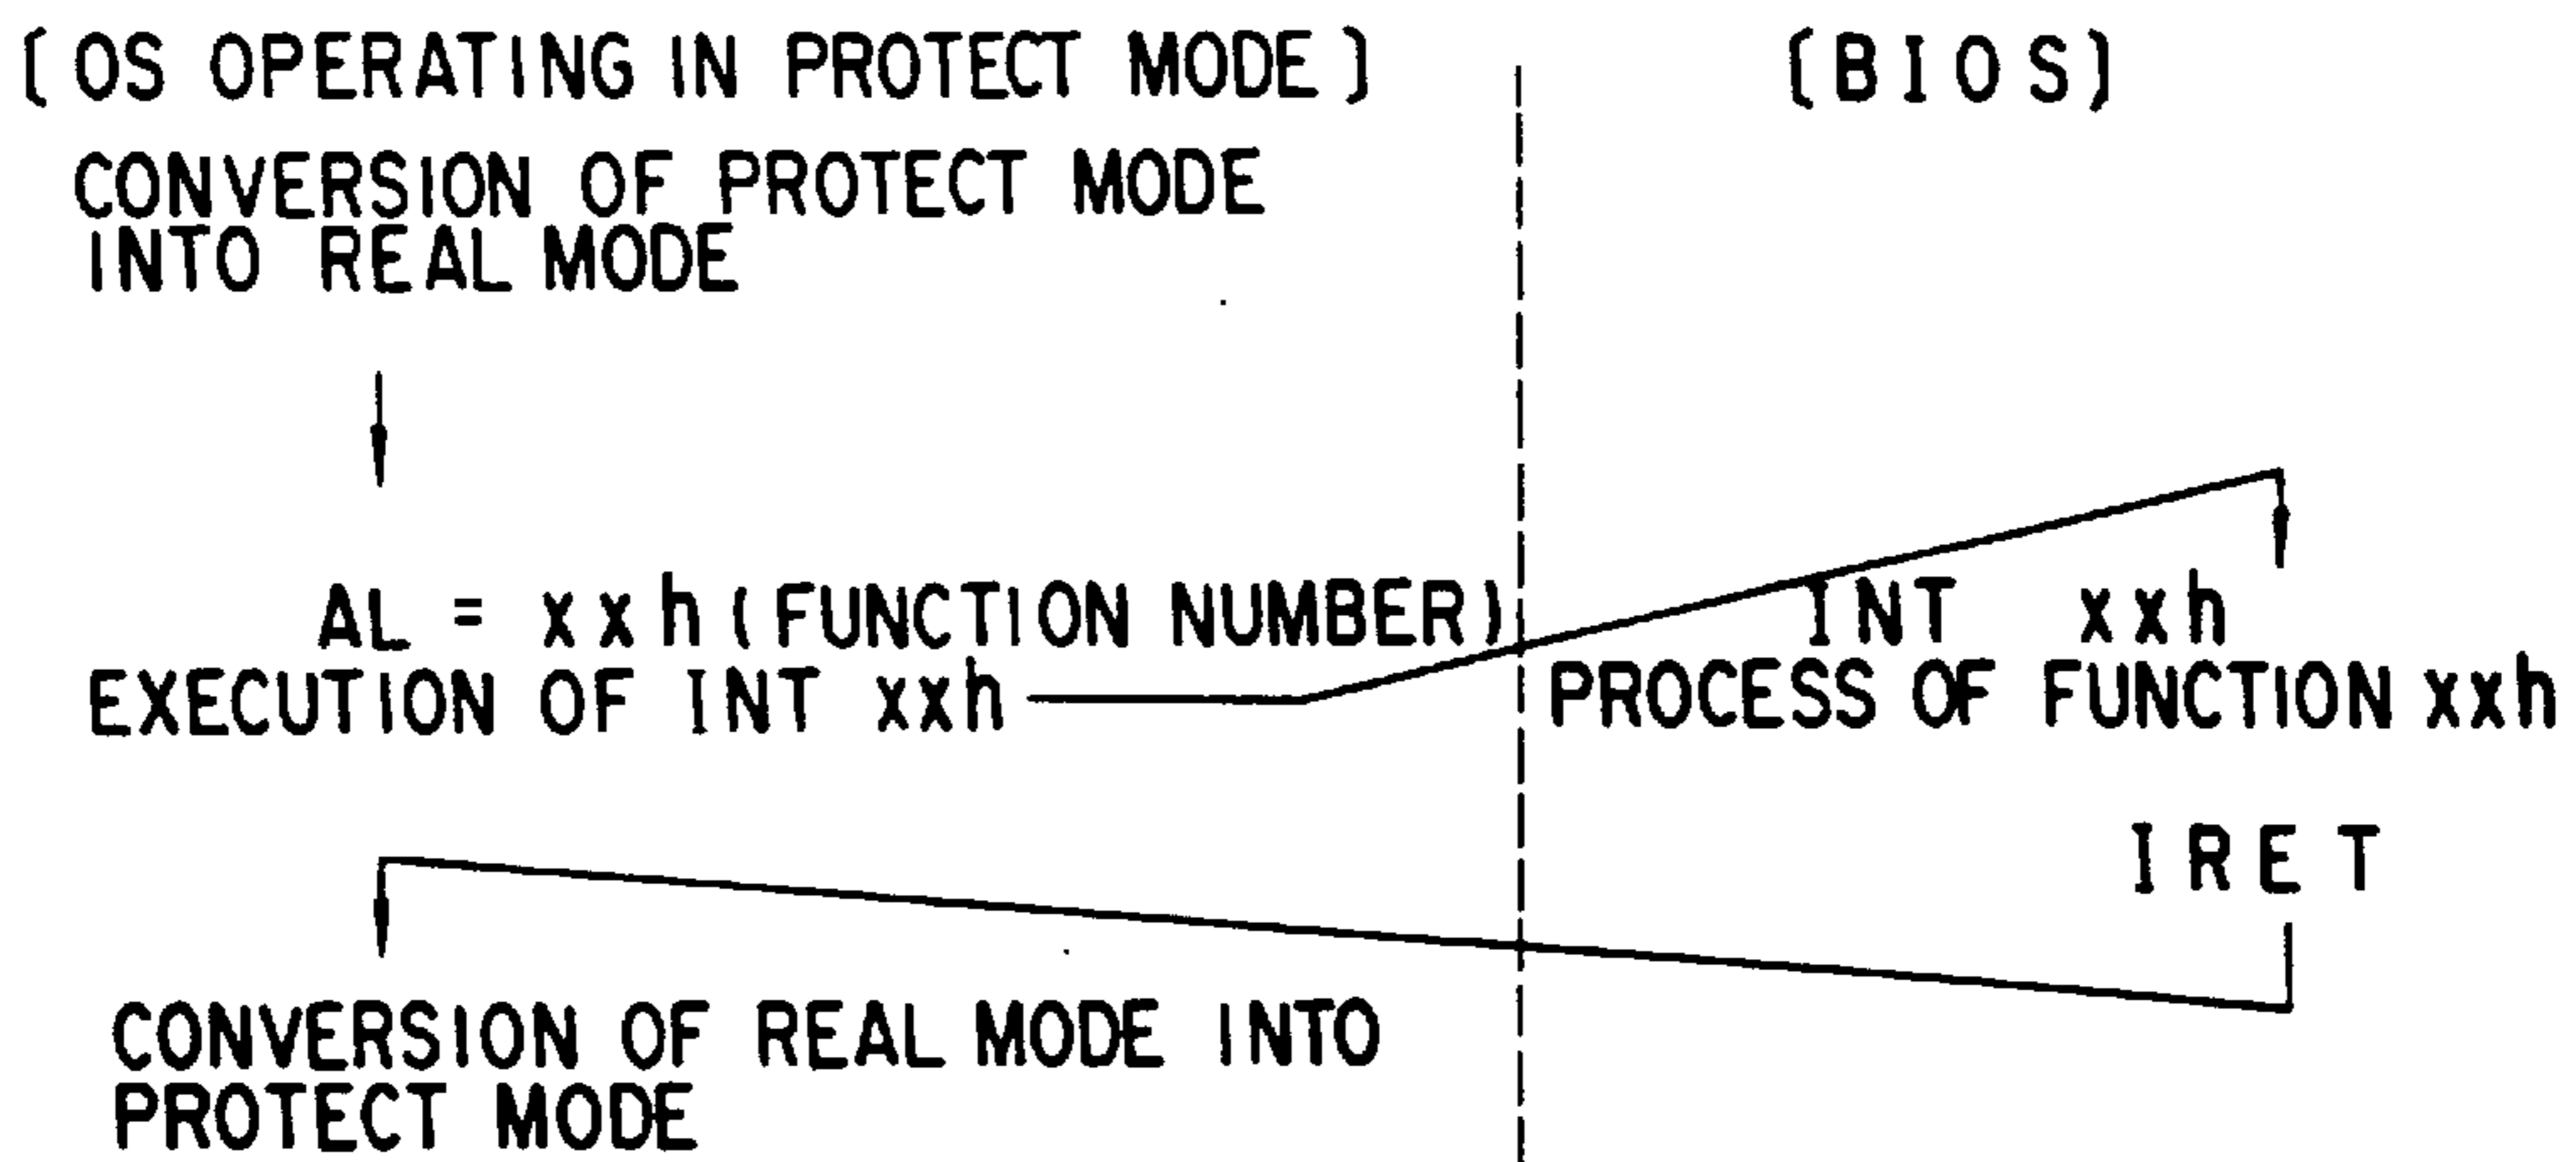 [OS OPERATING IN PROTECT MODE]
[BIOS]
CONVERSION OF PROTECT MODE
INTO REAL MODE
AL = xxh (FUNCTION NUMBER)
EXECUTION OF INT xxh
INT xxh
PROCESS OF FUNCTION xxh
IRET
CONVERSION OF REAL MODE INTO
PROTECT MODE